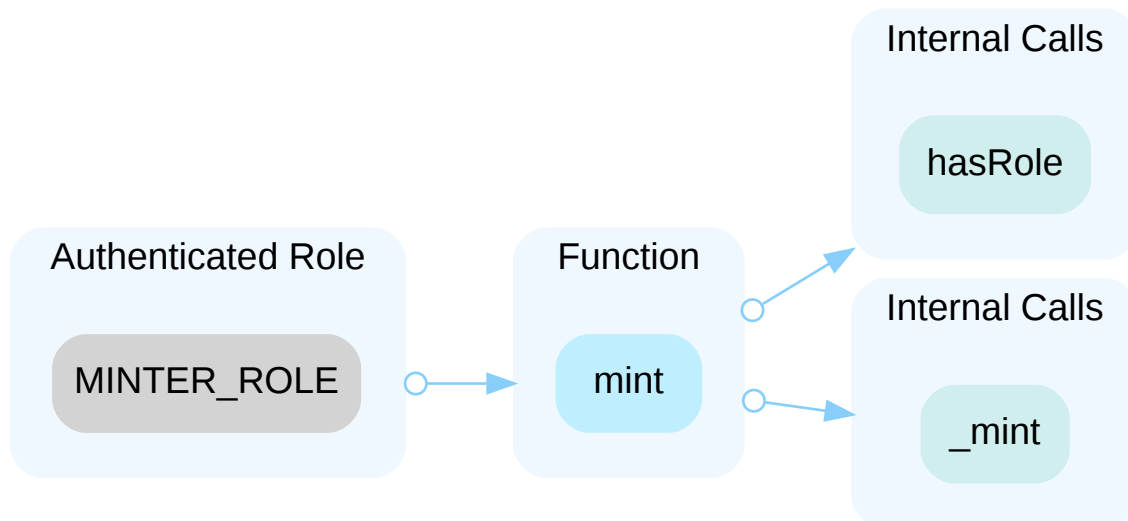 Internal Calls
hasRole
Authenticated Role
MINTER_ROLE
Function
mint
Internal Calls
_mint